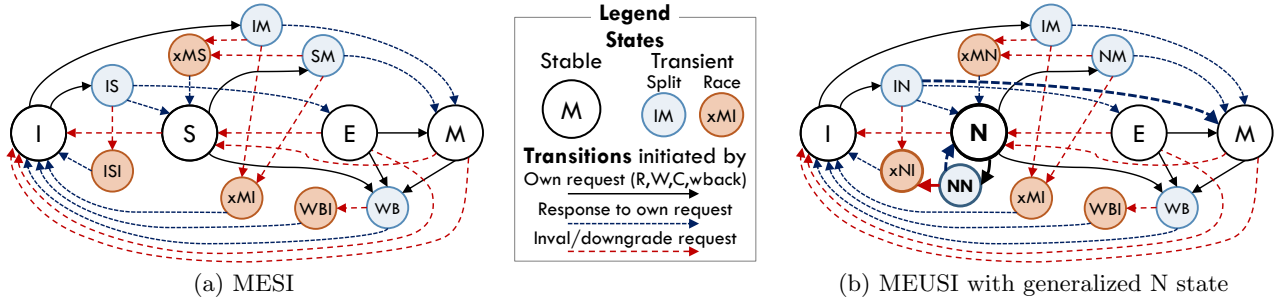 IM
xMS
SM
IS
I
S
E
M
ISI
xMI
WBI
WB
(a) MESI
Legend
States
Stable
Transient
Split
Race
M
IM
xMI
Transitions initiated by
Own request (R,W,C,wback)
Response to own request
Inval/downgrade request
IM
xMN
NM
IN
I
N
E
M
xNI
NN
xMI
WBI
WB
(b) MEUSI with generalized N state